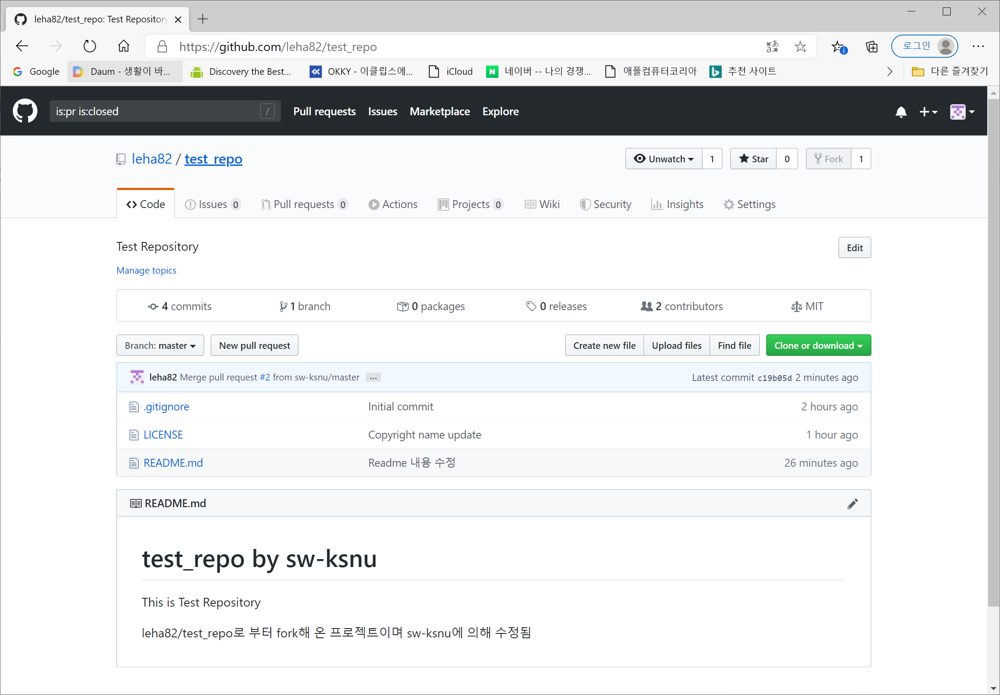 leha82/test_repo: Test Repository
https://github.com/leha82/test_repo
로그인
Google
Daum - 생활이 바...
Discovery the Best...
OKKY - 이클립스에...
iCloud
네이버 -- 나의 경쟁...
애플컴퓨터코리아
추천 사이트
다른 즐겨찾기
is:pr is:closed /
Pull requests Issues Marketplace Explore
leha82 / test_repo
Unwatch 1 Star 0 Fork 1
Code Issues 0 Pull requests 0 Actions Projects 0 Wiki Security Insights Settings
Test Repository
Edit
Manage topics
4 commits 1 branch 0 packages 0 releases 2 contributors MIT
Branch: master New pull request Create new file Upload files Find file Clone or download
leha82 Merge pull request #2 from sw-ksnu/master ... Latest commit c19b05d 2 minutes ago
.gitignore Initial commit 2 hours ago
LICENSE Copyright name update 1 hour ago
README.md Readme 내용 수정 26 minutes ago
README.md
test_repo by sw-ksnu
This is Test Repository
leha82/test_repo로 부터 fork해 온 프로젝트이며 sw-ksnu에 의해 수정됨